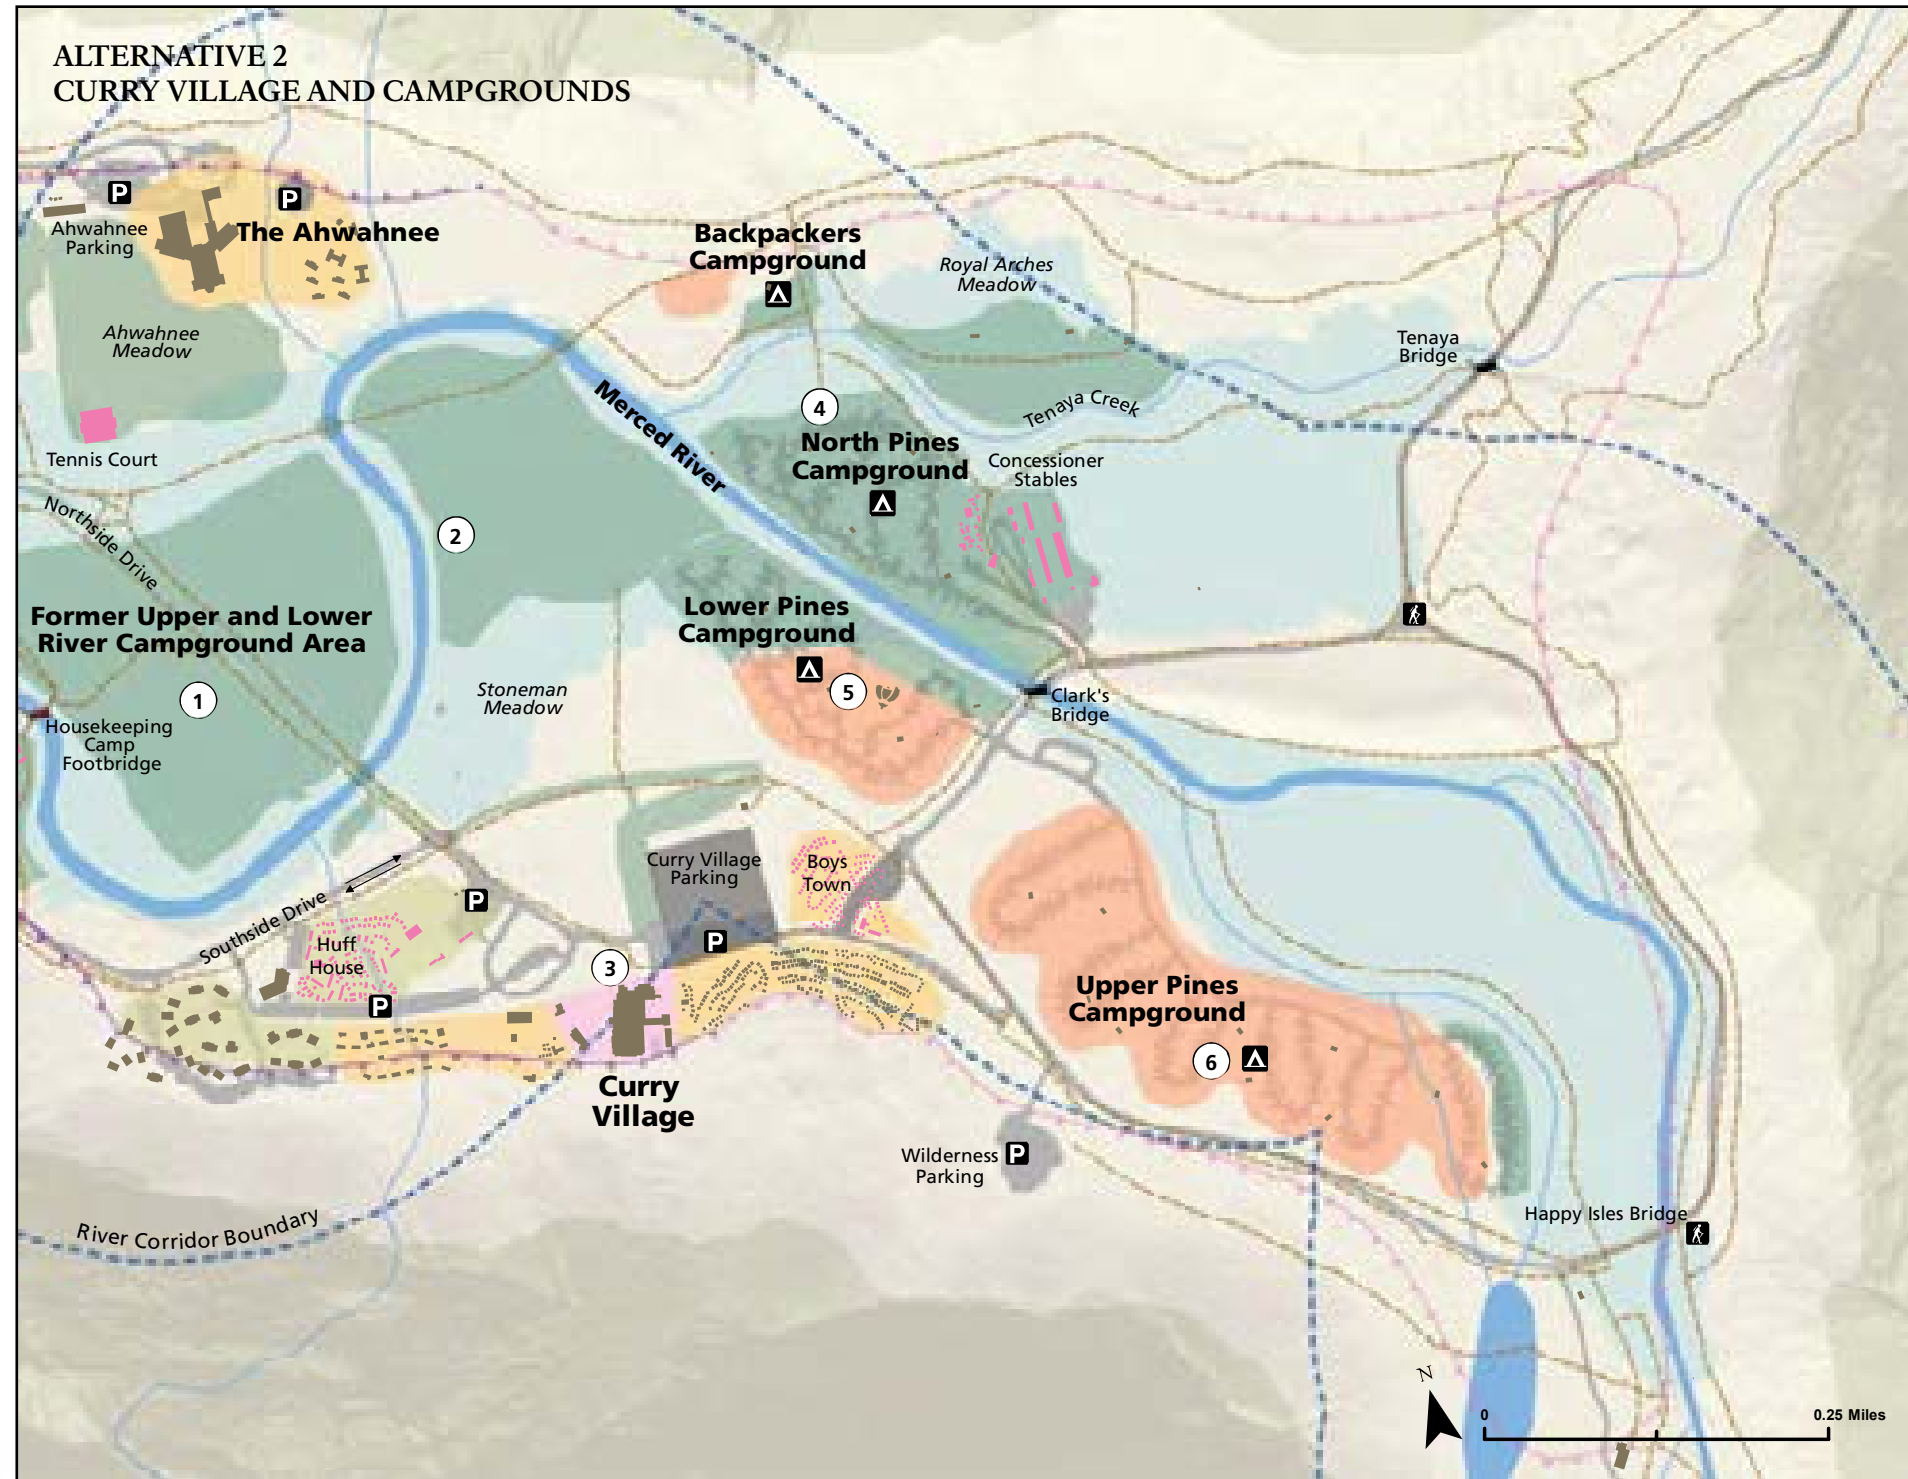 ALTERNATIVE 2
CURRY VILLAGE AND CAMPGROUNDS
P
P
Ahwahnee
Parking
The Ahwahnee
Backpackers
Campground
Royal Arches
Meadow
Ahwahnee
Meadow
Tenaya
Bridge
Merced River
4
Tenaya Creek
North Pines
Campground
Concessioner
Stables
Tennis Court
Northside Drive
2
Former Upper and Lower
River Campground Area
1
Lower Pines
Campground
5
Stoneman
Meadow
Clark's
Bridge
Housekeeping
Camp
Footbridge
Curry Village
Parking
Boys
Town
P
Southside Drive
Huff
House
P
3
P
Upper Pines
Campground
6
Curry
Village
Wilderness
Parking
P
River Corridor Boundary
Happy Isles Bridge
N
0
0.25 Miles